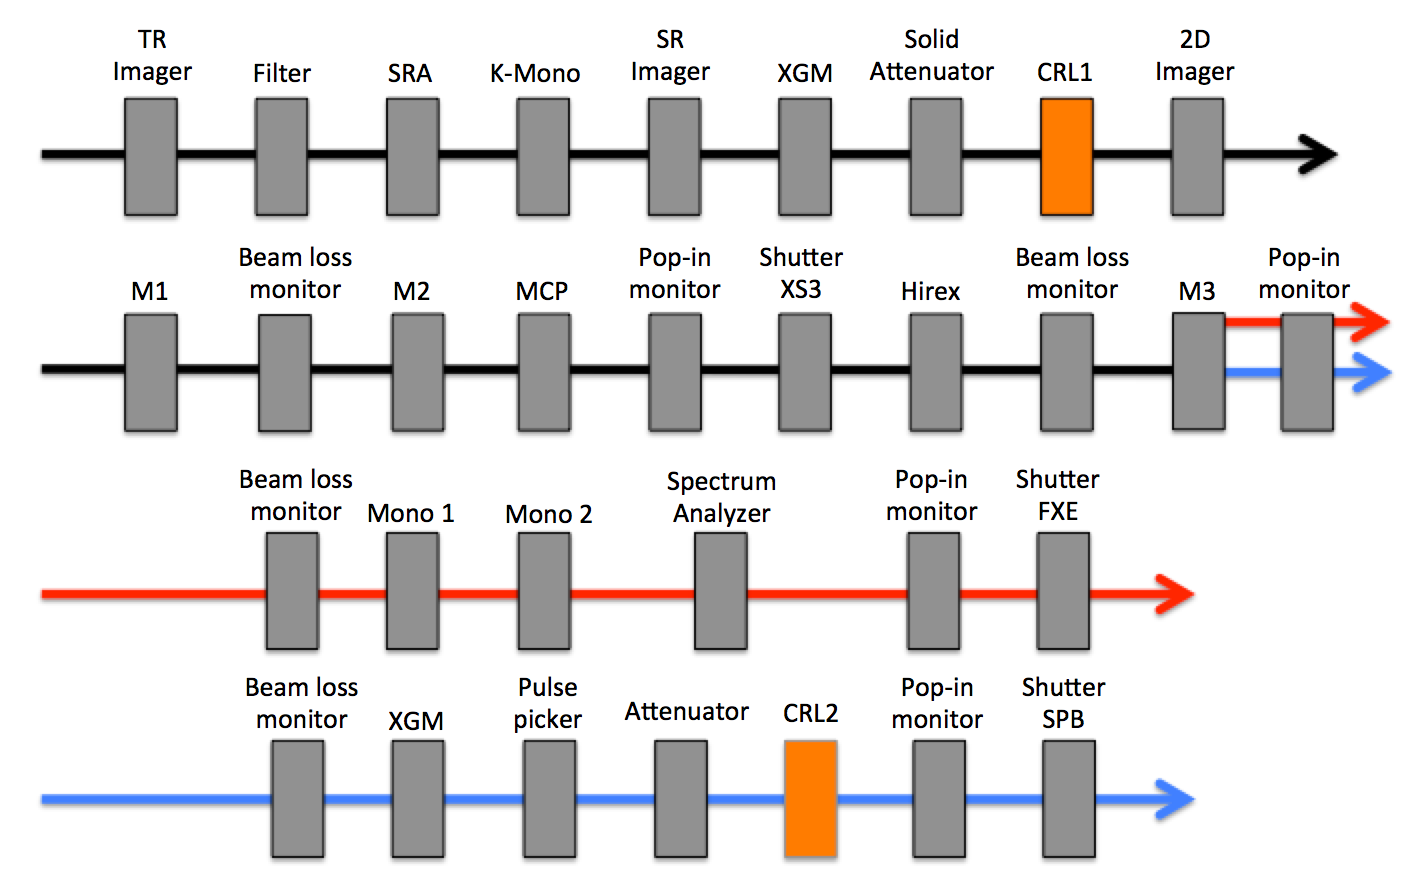 TR
Imager
Filter
SRA
K-Mono
SR
Imager
XGM
Solid
Attenuator
CRL1
2D
Imager
M1
Beam loss
monitor
M2
MCP
Pop-in
monitor
Shutter
XS3
Hirex
Beam loss
monitor
M3
Pop-in
monitor
Beam loss
monitor
Mono 1
Mono 2
Spectrum
Analyzer
Pop-in
monitor
Shutter
FXE
Beam loss
monitor
XGM
Pulse
picker
Attenuator
CRL2
Pop-in
monitor
Shutter
SPB